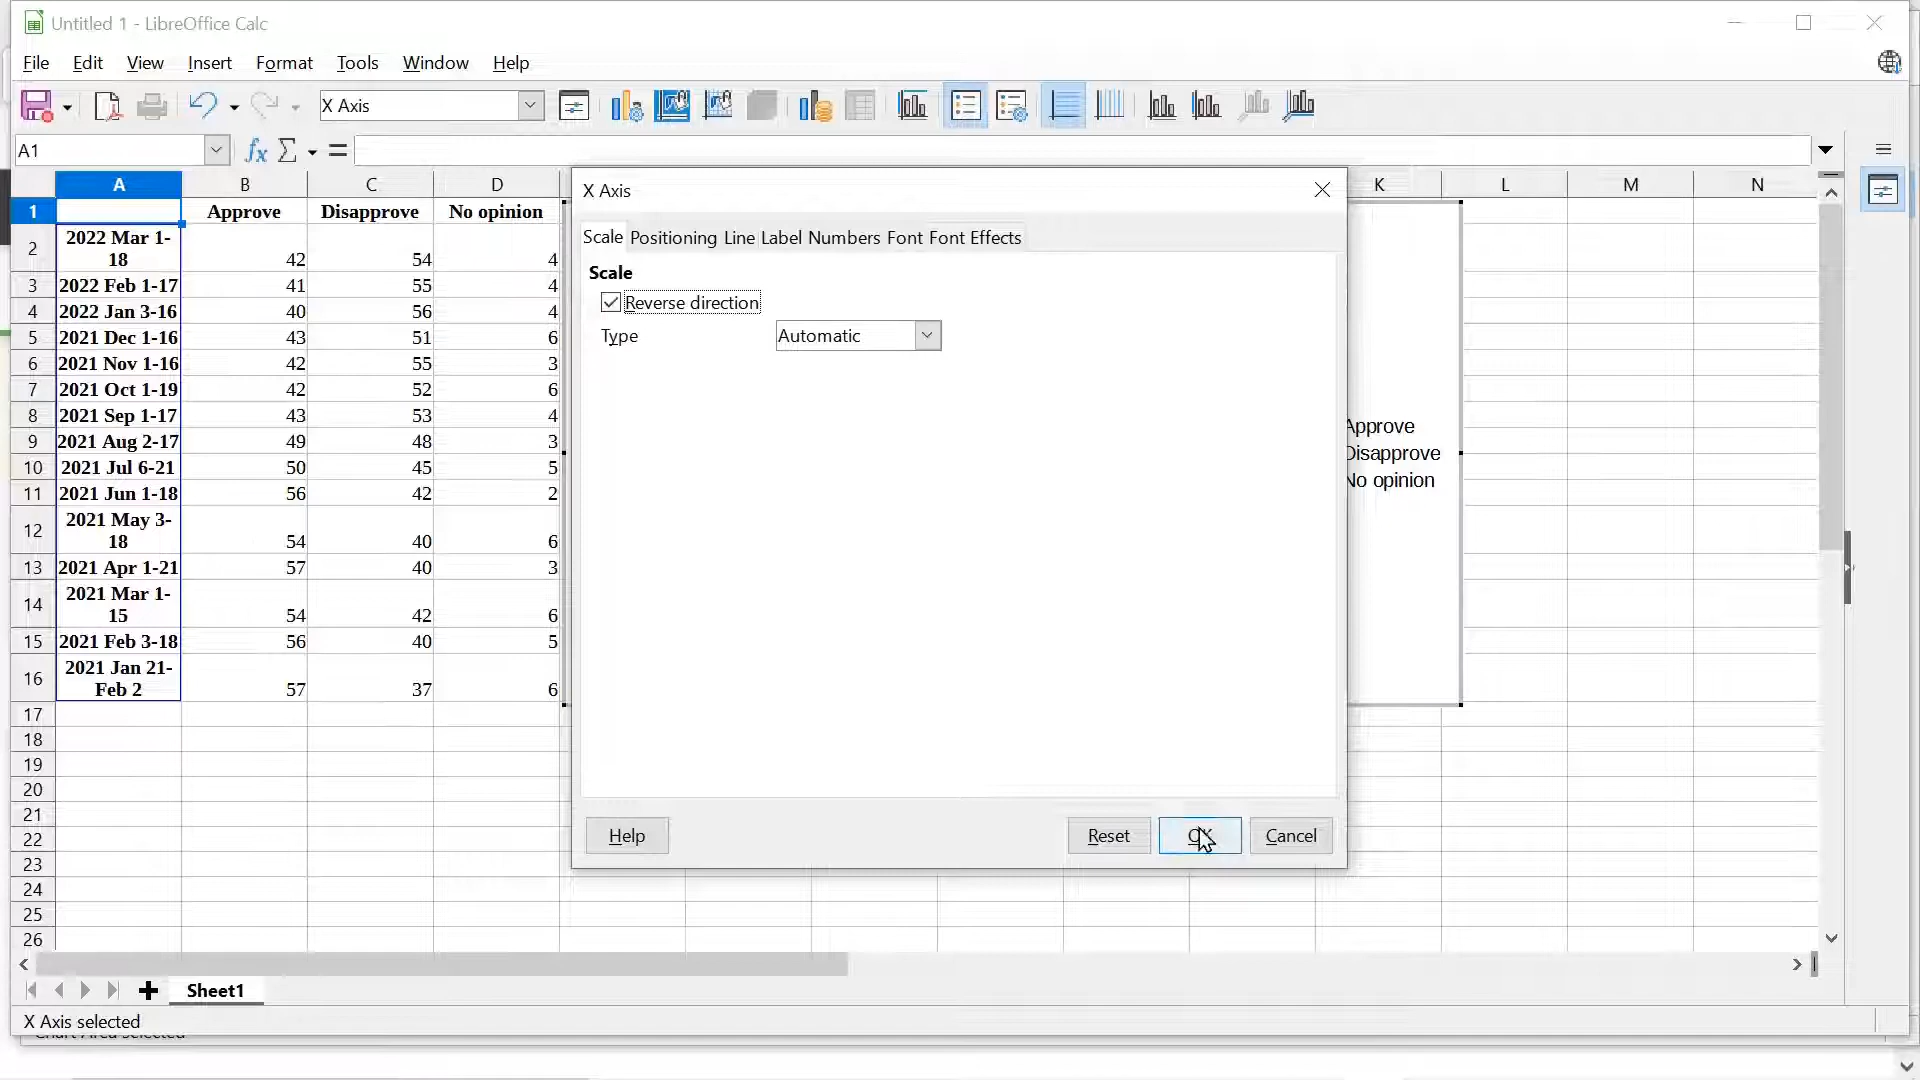 Untitled 1 - LibreOffice Calc
File Edit View Insert Format Tools Window Help
X Axis
A1
A B C D K L M N
1 Approve Disapprove No opinion
2 2022 Mar 1-
18 42 54 4
3 2022 Feb 1-17 41 55 4
4 2022 Jan 3-16 40 56 4
5 2021 Dec 1-16 43 51 6
6 2021 Nov 1-16 42 55 3
7 2021 Oct 1-19 42 52 6
8 2021 Sep 1-17 43 53 4
9 2021 Aug 2-17 49 48 3
10 2021 Jul 6-21 50 45 5
11 2021 Jun 1-18 56 42 2
12 2021 May 3-
18 54 40 6
13 2021 Apr 1-21 57 40 3
14 2021 Mar 1-
15 54 42 6
15 2021 Feb 3-18 56 40 5
16 2021 Jan 21-
Feb 2 57 37 6
17
18
19
20
21
22
23
24
25
26
X Axis
Scale Positioning Line Label Numbers Font Font Effects
Scale
Reverse direction
Type Automatic
Help Reset OK Cancel
Approve
Disapprove
No opinion
Sheet1
X Axis selected
Chart Area selected